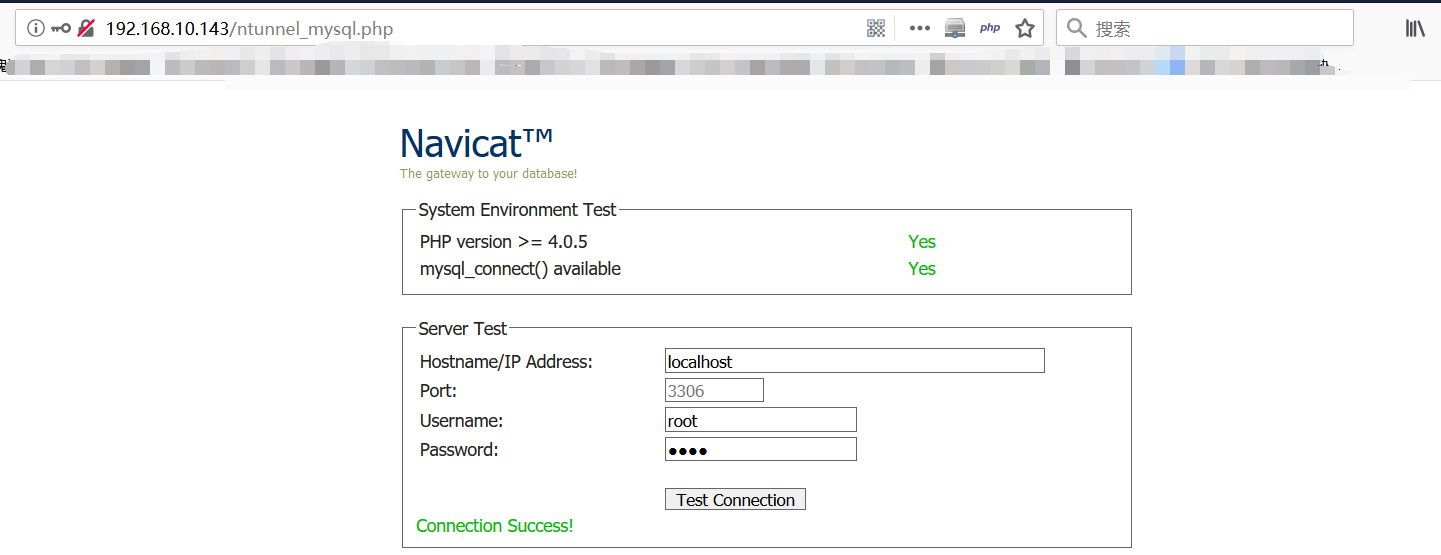 192.168.10.143/ntunnel_mysql.php
php
搜索
Navicat™
The gateway to your database!
System Environment Test
PHP version >= 4.0.5 Yes
mysql_connect() available Yes
Server Test
Hostname/IP Address: localhost
Port: 3306
Username: root
Password: ●●●●
Test Connection
Connection Success!